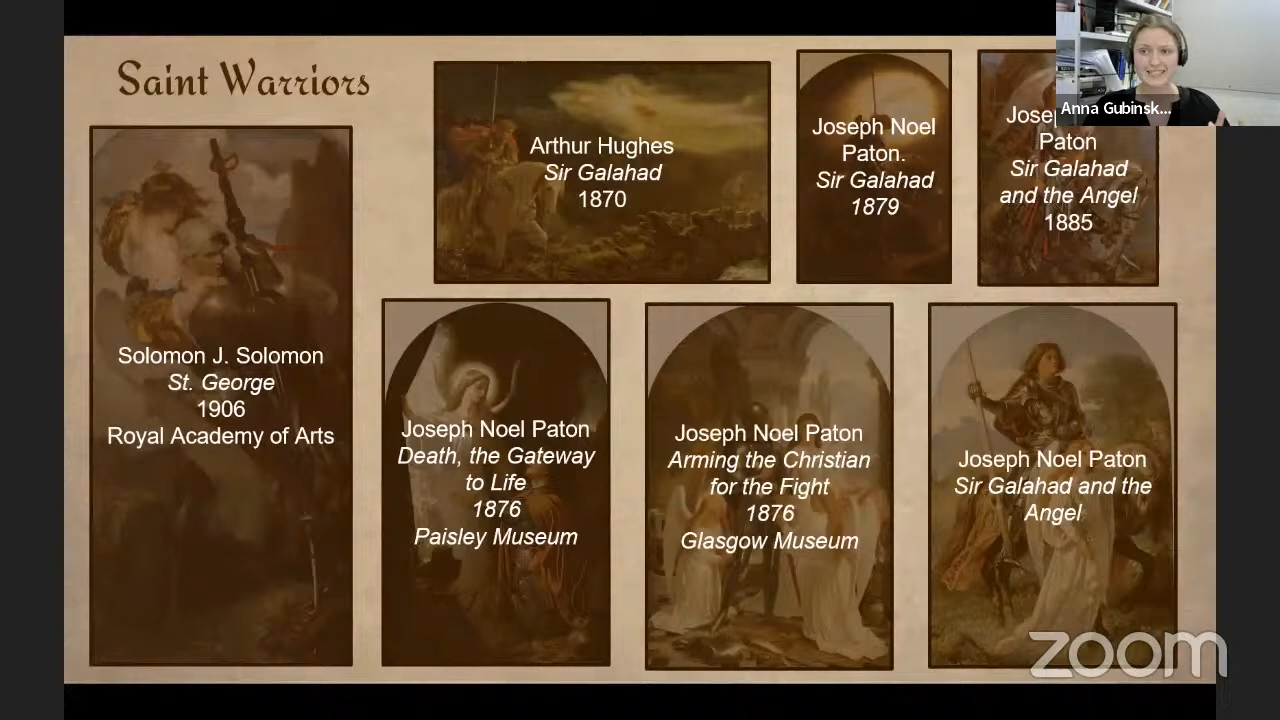 Saint Warriors
Arthur Hughes
Sir Galahad
1870
Joseph Noel
Paton.
Sir Galahad
1879
Paton
Sir Galahad
and the Angel
1885
Anna Gubinsk...
Solomon J. Solomon
St. George
1906
Royal Academy of Arts
Joseph Noel Paton
Death, the Gateway
to Life
1876
Paisley Museum
Joseph Noel Paton
Arming the Christian
for the Fight
1876
Glasgow Museum
Joseph Noel Paton
Sir Galahad and the
Angel
zoom